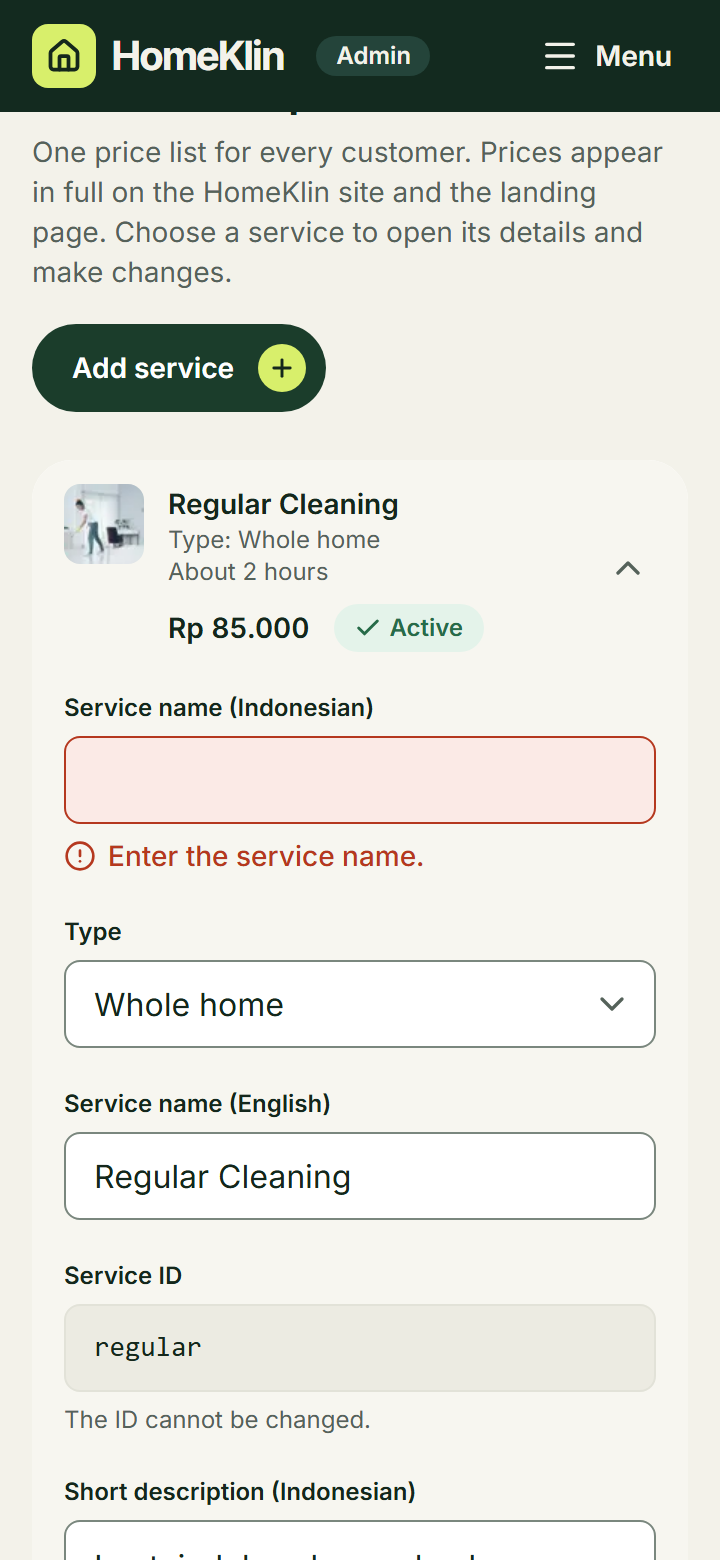 HomeKlin
Admin
Menu
One price list for every customer. Prices appear
in full on the HomeKlin site and the landing
page. Choose a service to open its details and
make changes.
Add service
Regular Cleaning
Type: Whole home
About 2 hours
Rp 85.000
Active
Service name (Indonesian)
Enter the service name.
Type
Whole home
Service name (English)
Regular Cleaning
Service ID
regular
The ID cannot be changed.
Short description (Indonesian)